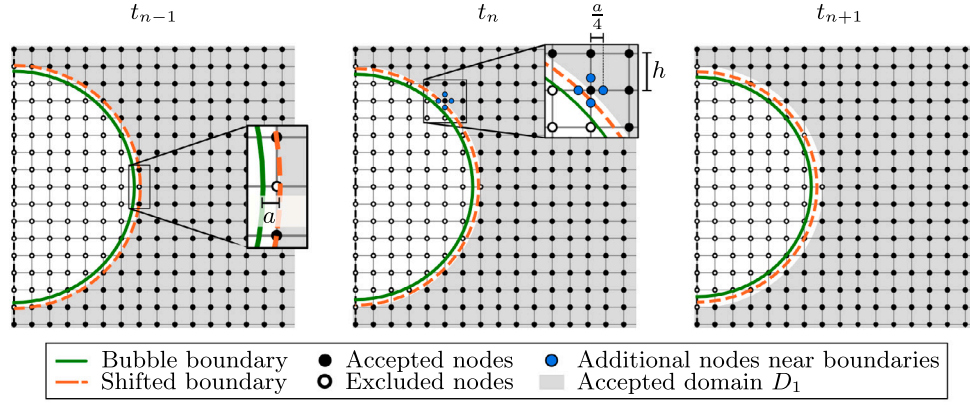 t_{n−1} t_n t_{n+1}
a/4
h
a
Bubble boundary Accepted nodes Additional nodes near boundaries
Shifted boundary Excluded nodes Accepted domain D_1